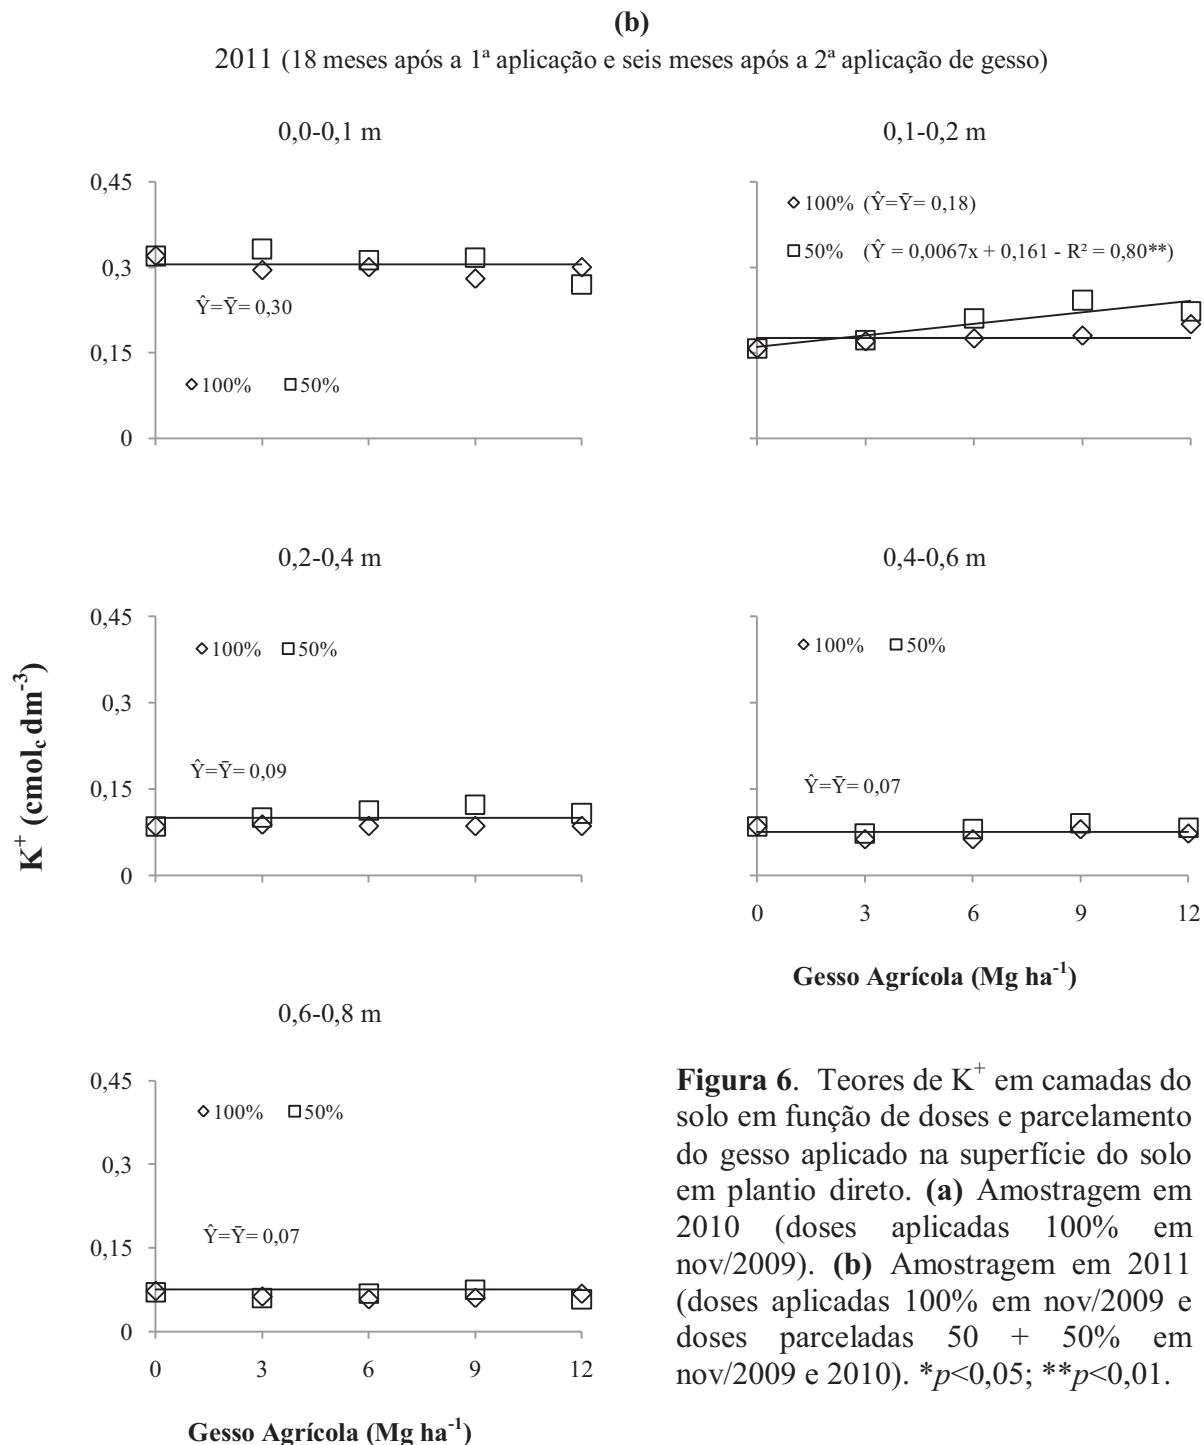 (b)
2011 (18 meses após a 1ª aplicação e seis meses após a 2ª aplicação de gesso)
0,0-0,1 m
0,45
0,3
0,15
0
Ŷ=Ȳ= 0,30
100% 50%
0,1-0,2 m
100% (Ŷ=Ȳ= 0,18)
50% (Ŷ = 0,0067x + 0,161 - R² = 0,80**)
K⁺ (cmol_c dm⁻³)
0,2-0,4 m
0,45
0,3
0,15
0
100% 50%
Ŷ=Ȳ= 0,09
0,4-0,6 m
100% 50%
Ŷ=Ȳ= 0,07
0 3 6 9 12
Gesso Agrícola (Mg ha⁻¹)
0,6-0,8 m
0,45
0,3
0,15
0
100% 50%
Ŷ=Ȳ= 0,07
0 3 6 9 12
Gesso Agrícola (Mg ha⁻¹)
Figura 6. Teores de K⁺ em camadas do
solo em função de doses e parcelamento
do gesso aplicado na superfície do solo
em plantio direto. (a) Amostragem em
2010 (doses aplicadas 100% em
nov/2009). (b) Amostragem em 2011
(doses aplicadas 100% em nov/2009 e
doses parceladas 50 + 50% em
nov/2009 e 2010). *p<0,05; **p<0,01.